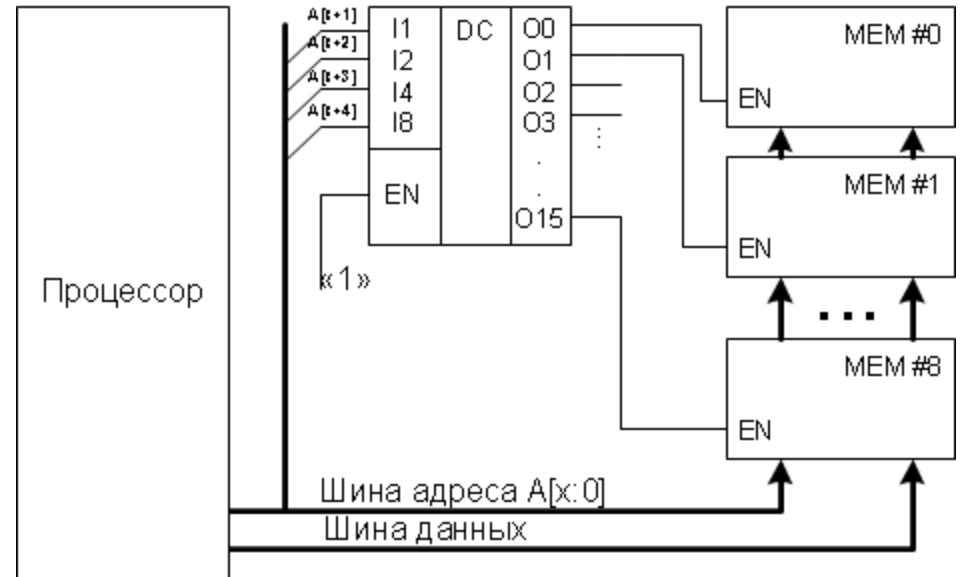 Процессор
A[t+1]
A[t+2]
A[t+3]
A[t+4]
I1
I2
I4
I8
EN
DC
O0
O1
O2
O3
O15
«1»
MEM #0
EN
MEM #1
EN
MEM #8
EN
Шина адреса A[x:0]
Шина данных